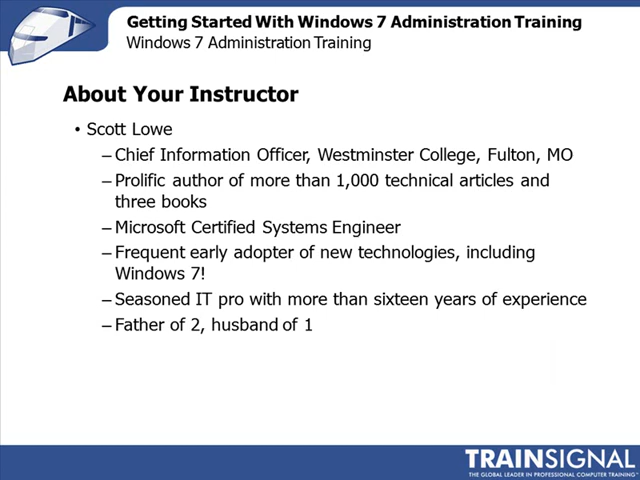 Getting Started With Windows 7 Administration Training
Windows 7 Administration Training
About Your Instructor
• Scott Lowe
– Chief Information Officer, Westminster College, Fulton, MO
– Prolific author of more than 1,000 technical articles and
three books
– Microsoft Certified Systems Engineer
– Frequent early adopter of new technologies, including
Windows 7!
– Seasoned IT pro with more than sixteen years of experience
– Father of 2, husband of 1
TRAINSIGNAL
THE GLOBAL LEADER IN PROFESSIONAL COMPUTER TRAINING